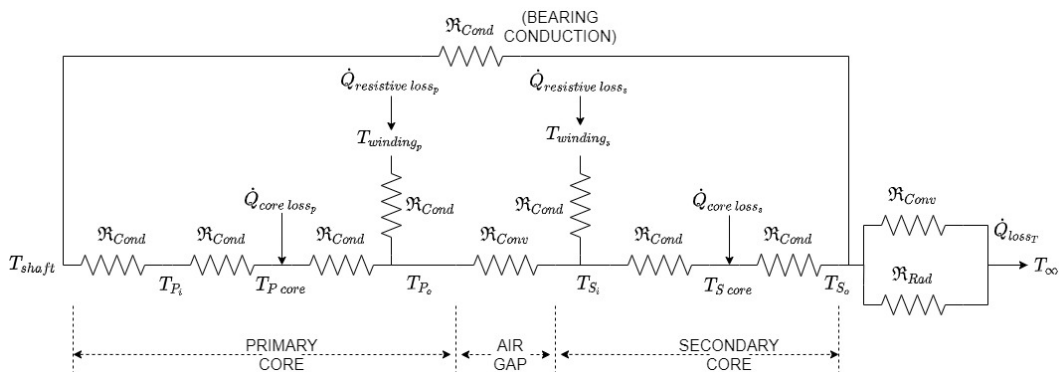 (BEARING
CONDUCTION)
ℜ_Cond
Q̇_resistive loss_p
Q̇_resistive loss_s
T_winding_p
T_winding_s
Q̇_core loss_p
ℜ_Cond
ℜ_Cond
Q̇_core loss_s
ℜ_Conv
T_shaft
ℜ_Cond
ℜ_Cond
ℜ_Cond
ℜ_Conv
ℜ_Cond
ℜ_Cond
Q̇_loss_T
T_∞
T_P_i
T_P core
T_P_o
T_S_i
T_S core
T_S_o
ℜ_Rad
PRIMARY
CORE
AIR
GAP
SECONDARY
CORE